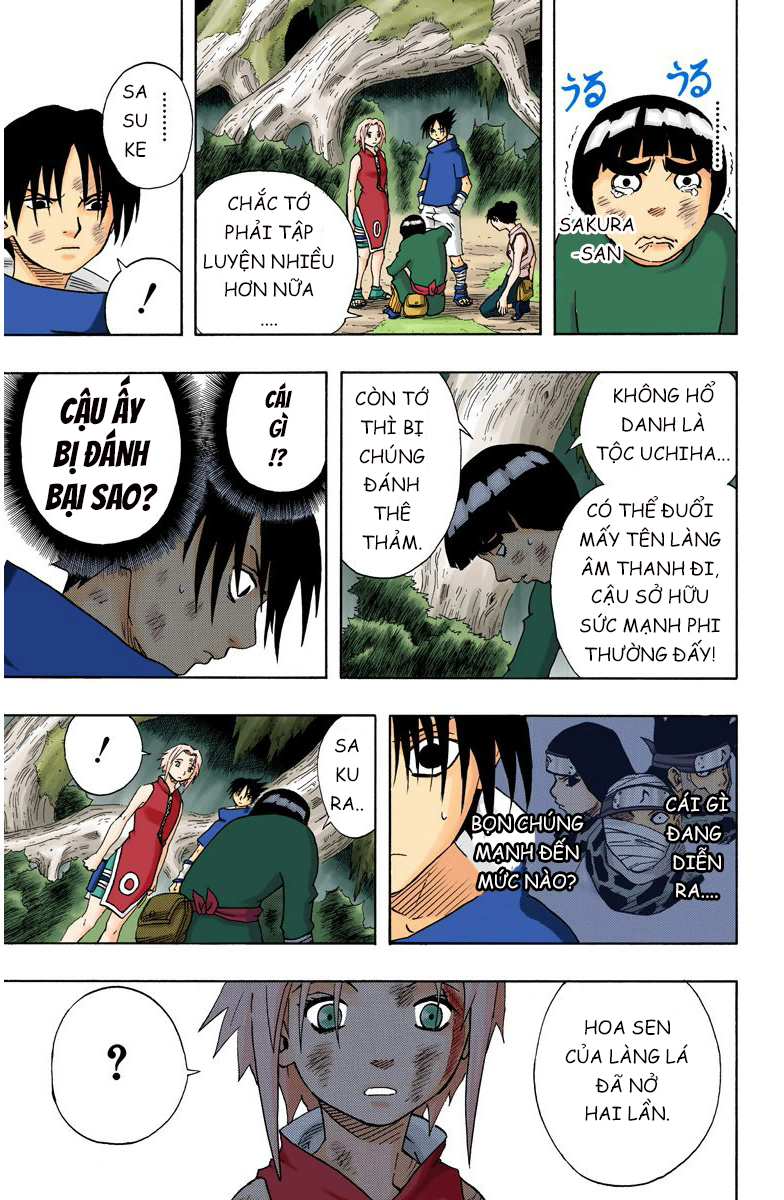 うる
うる
............
SAKURA
-SAN
CHẮC TỚ
PHẢI TẬP
LUYỆN NHIỀU
HƠN NỮA
....
............
SA
SU
KE
!
KHÔNG HỔ
DANH LÀ
TỘC UCHIHA...
CÓ THỂ ĐUỔI
MẤY TÊN LÀNG
ÂM THANH ĐI,
CẬU SỞ HỮU
SỨC MẠNH PHI
THƯỜNG ĐẤY!
CÒN TỚ
THÌ BỊ
CHÚNG
ĐÁNH
THÊ
THẢM.
CÁI
GÌ
!?
CẬU ẤY
BỊ ĐÁNH
BẠI SAO?
CÁI GÌ
ĐANG
DIỄN
RA....
BỌN CHÚNG
MẠNH ĐẾN
MỨC NÀO?
SA
KU
RA..
!
HOA SEN
CỦA LÀNG LÁ
ĐÃ NỞ
HAI LẦN.
?